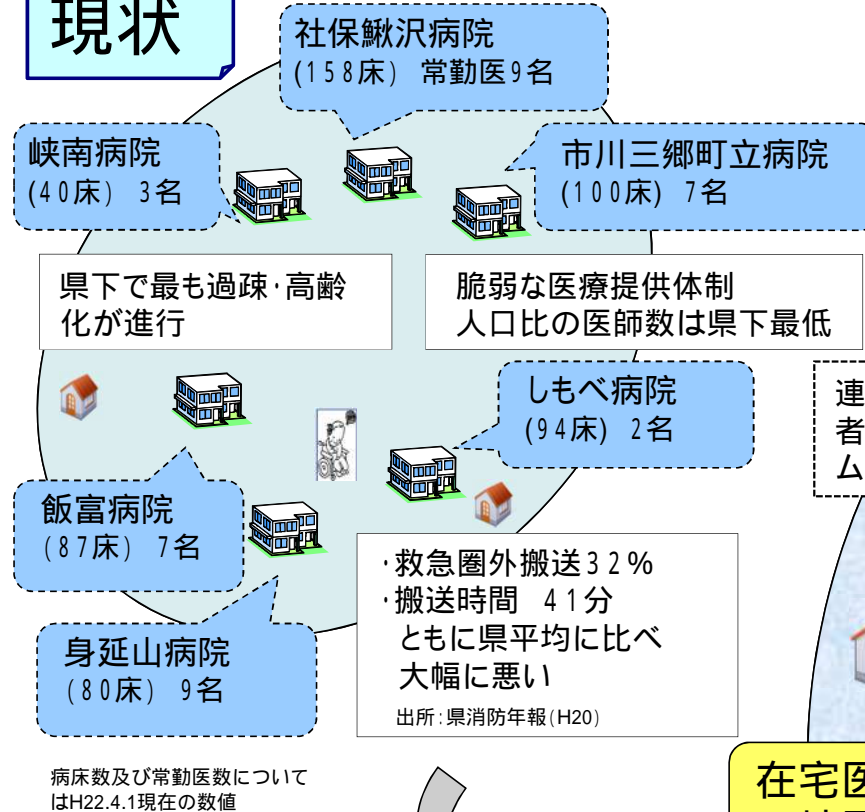 現状
社保鰍沢病院
(158床) 常勤医9名
峡南病院
(40床) 3名
市川三郷町立病院
(100床) 7名
県下で最も過疎・高齢
化が進行
脆弱な医療提供体制
人口比の医師数は県下最低
しもべ病院
(94床) 2名
連
者
ム
飯富病院
(87床) 7名
・救急圏外搬送32%
・搬送時間 41分
ともに県平均に比べ
大幅に悪い
出所:県消防年報(H20)
身延山病院
(80床) 9名
病床数及び常勤医数について
はH22.4.1現在の数値
在宅医